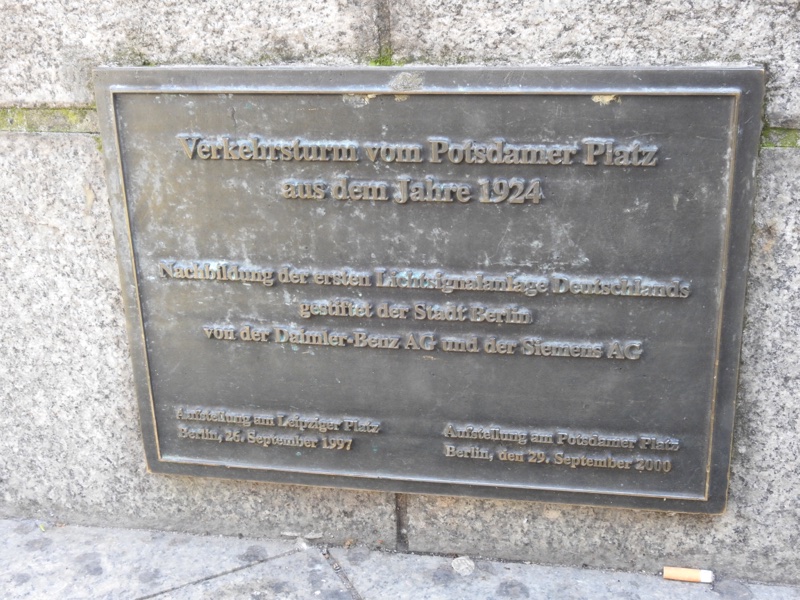 Verkehrsturm vom Potsdamer Platz
aus dem Jahre 1924
Nachbildung der ersten Lichtsignalanlage Deutschlands
gestiftet der Stadt Berlin
von der Daimler-Benz AG und der Siemens AG
Aufstellung am Leipziger Platz
Berlin, 26. September 1997
Aufstellung am Potsdamer Platz
Berlin, den 29. September 2000